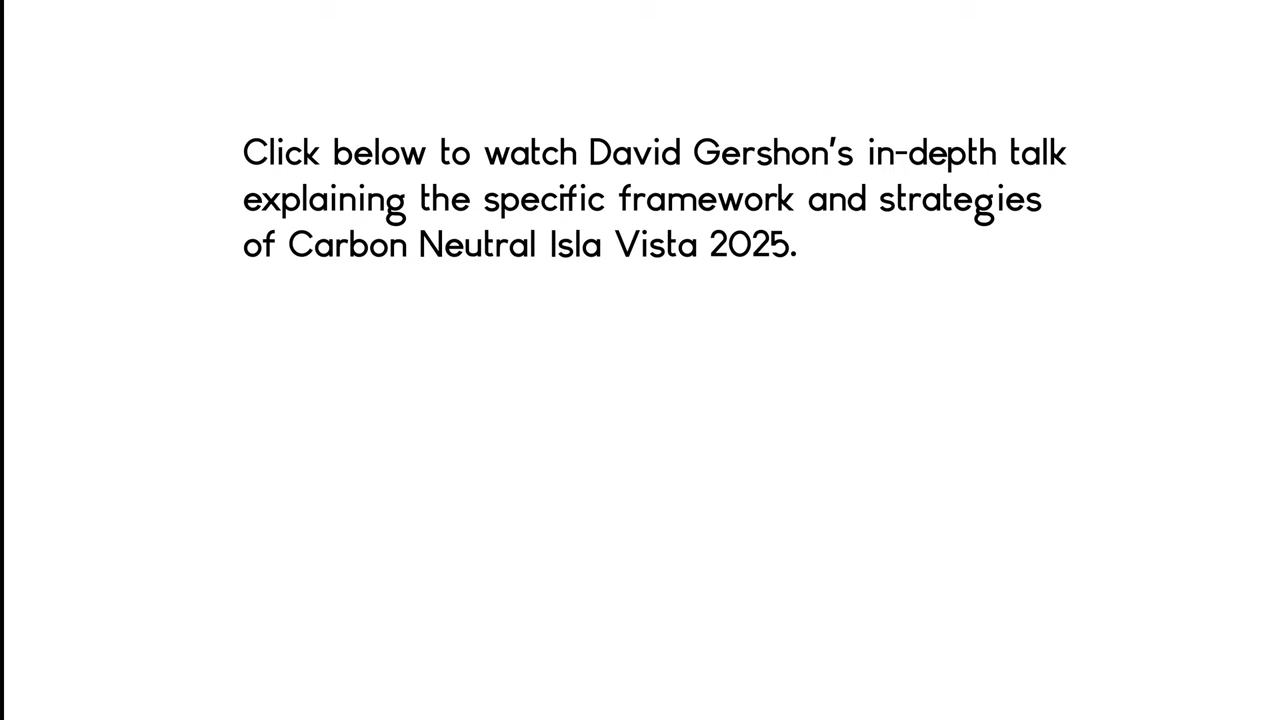 Click below to watch David Gershon's in-depth talk
explaining the specific framework and strategies
of Carbon Neutral Isla Vista 2025.